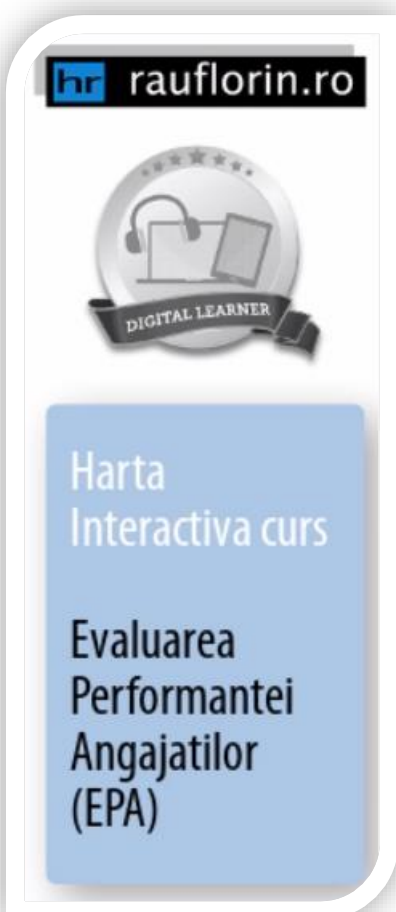 hr rauflorin.ro
DIGITAL LEARNER
Harta
Interactiva curs
Evaluarea
Performantei
Angajatilor
(EPA)